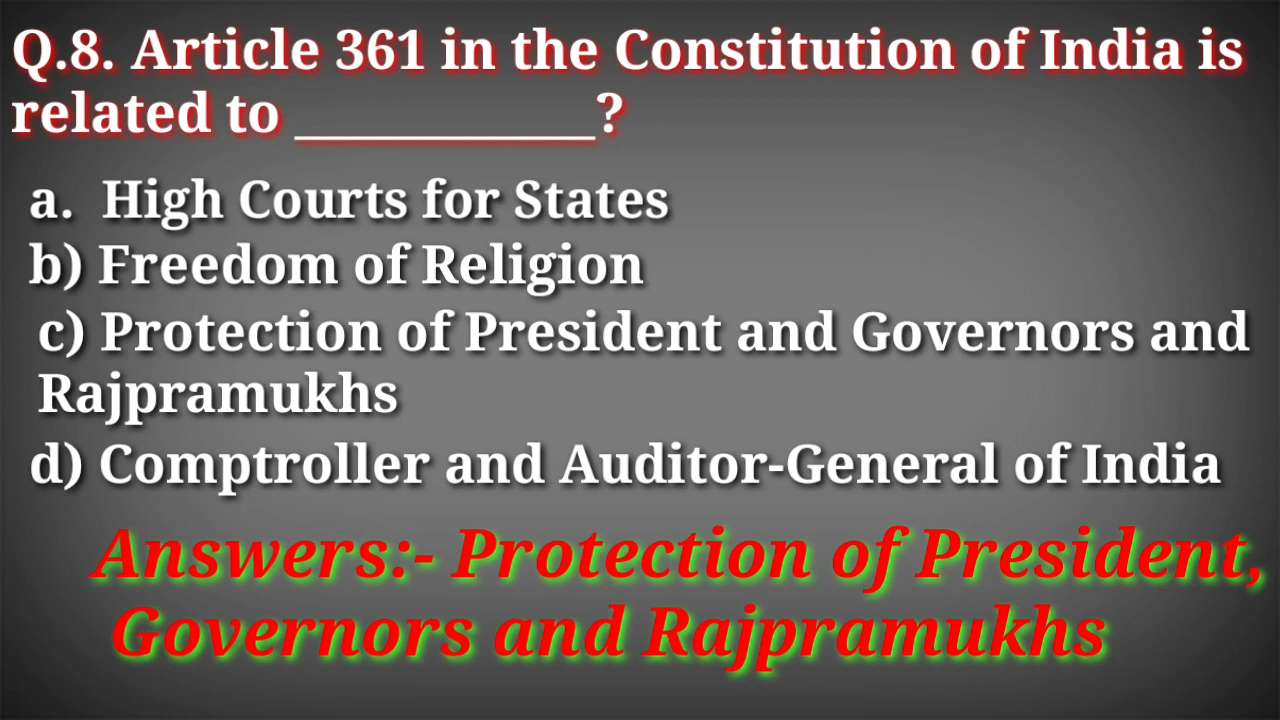 Q.8. Article 361 in the Constitution of India is
related to ____________?
a. High Courts for States
b) Freedom of Religion
c) Protection of President and Governors and
Rajpramukhs
d) Comptroller and Auditor-General of India
Answers:- Protection of President,
Governors and Rajpramukhs